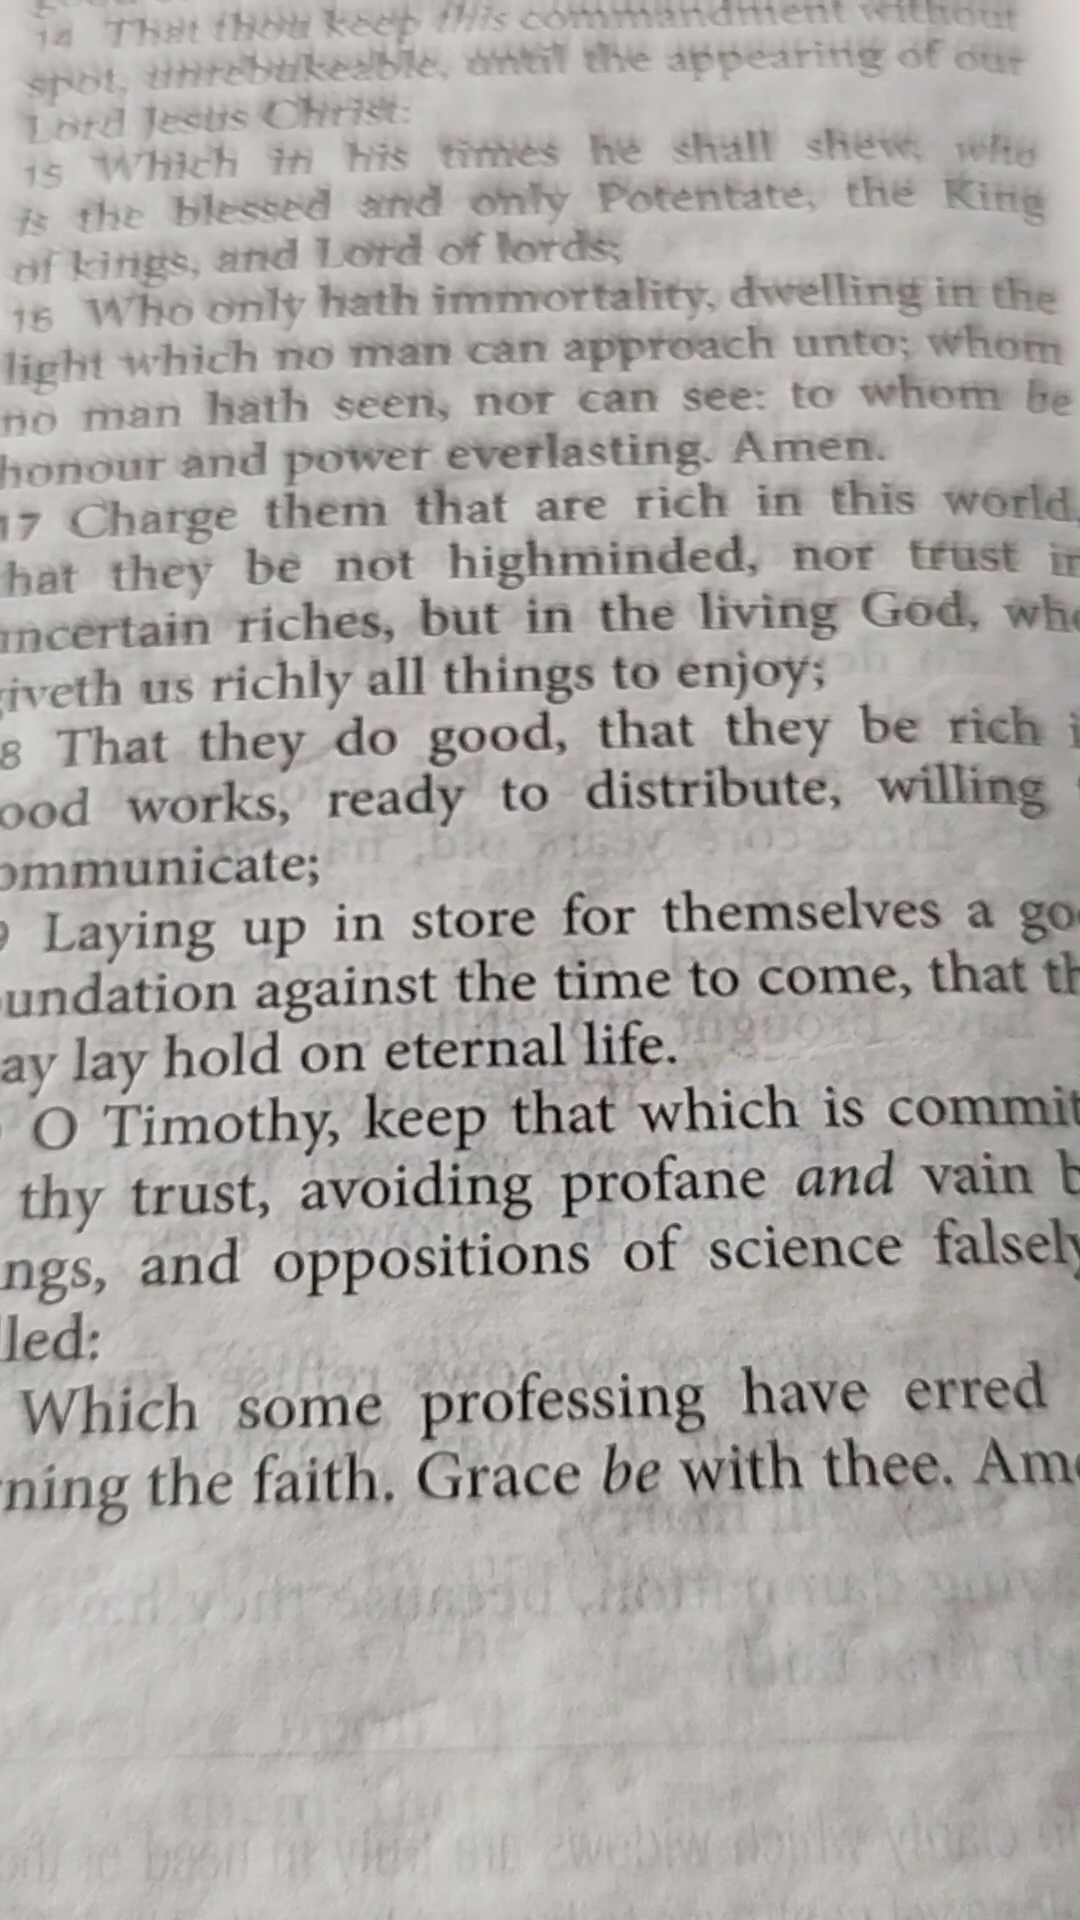 14 That thou keep this commandment without
spot, unrebukeable, until the appearing of our
Lord Jesus Christ:
15 Which in his times he shall shew, who
is the blessed and only Potentate, the King
of kings, and Lord of lords;
16 Who only hath immortality, dwelling in the
light which no man can approach unto; whom
no man hath seen, nor can see: to whom be
honour and power everlasting. Amen.
17 Charge them that are rich in this world,
hat they be not highminded, nor trust in
ncertain riches, but in the living God, who
iveth us richly all things to enjoy;
8 That they do good, that they be rich i
ood works, ready to distribute, willing
ommunicate;
9 Laying up in store for themselves a goo
undation against the time to come, that th
ay lay hold on eternal life.
O Timothy, keep that which is commit
thy trust, avoiding profane and vain b
ngs, and oppositions of science falsely
led:
Which some professing have erred
rning the faith. Grace be with thee. Ame